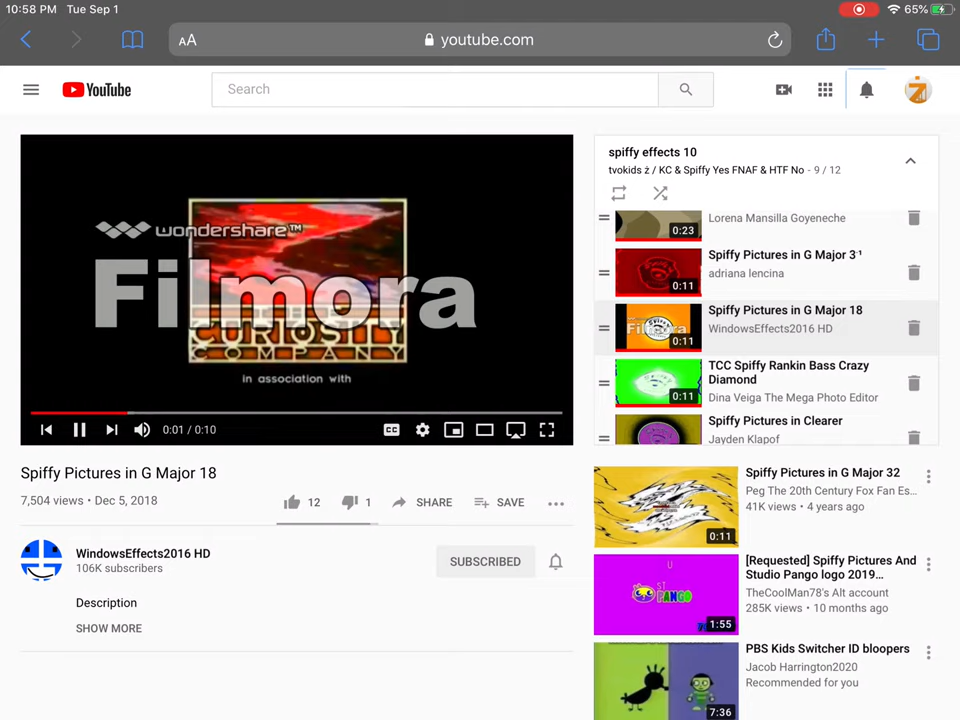 10:58 PM Tue Sep 1
65%
AA
youtube.com
YouTube
Search
wondershare™
Filmora
CURIOSITY
COMPANY
in association with
CC
0:01 / 0:10
Spiffy Pictures in G Major 18
7,504 views • Dec 5, 2018
12
1
SHARE
SAVE
WindowsEffects2016 HD
106K subscribers
SUBSCRIBED
Description
SHOW MORE
spiffy effects 10
tvokids ż / KC & Spiffy Yes FNAF & HTF No - 9 / 12
Lorena Mansilla Goyeneche
0:23
Spiffy Pictures in G Major 3⁻¹
adriana lencina
0:11
Spiffy Pictures in G Major 18
WindowsEffects2016 HD
0:11
TCC Spiffy Rankin Bass Crazy
Diamond
Dina Veiga The Mega Photo Editor
0:11
Spiffy Pictures in Clearer
Jayden Klapof
Spiffy Pictures in G Major 32
Peg The 20th Century Fox Fan Es...
41K views • 4 years ago
0:11
[Requested] Spiffy Pictures And
Studio Pango logo 2019...
TheCoolMan78's Alt account
285K views • 10 months ago
U
ST
PANGO
1:55
PBS Kids Switcher ID bloopers
Jacob Harrington2020
Recommended for you
7:36